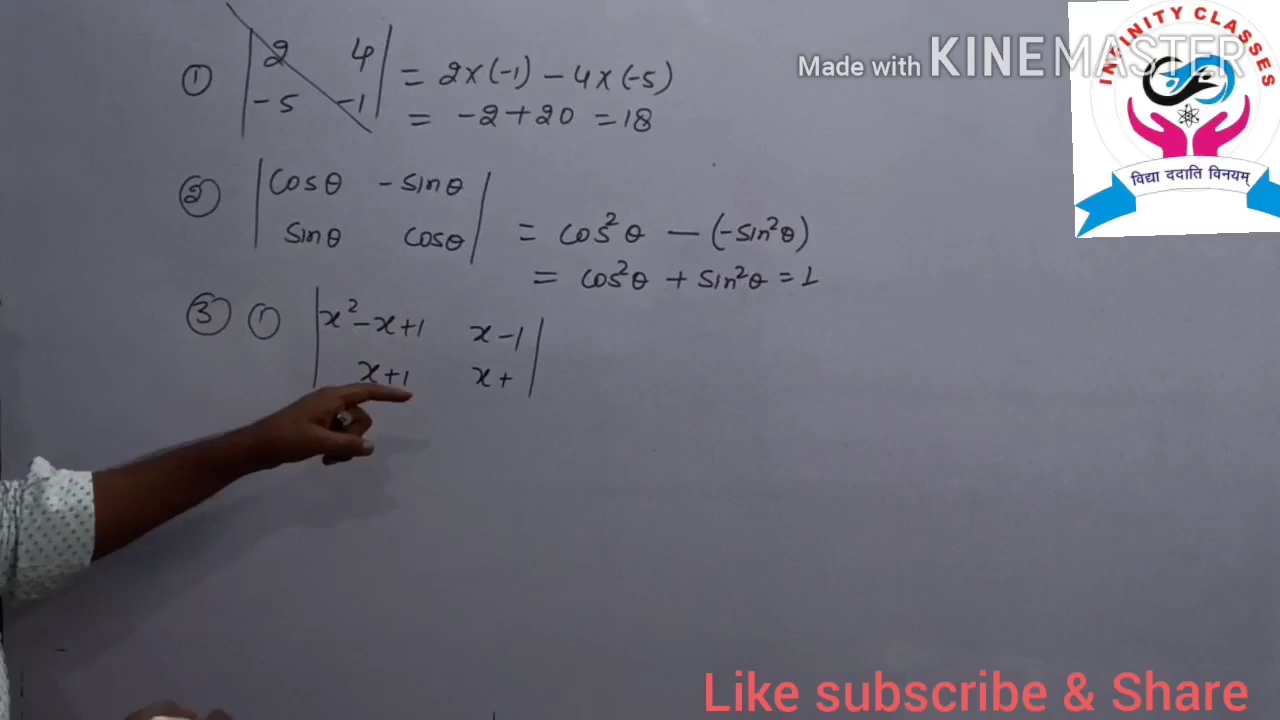 INFINITY CLASSES
Made with KINEMASTER
विद्या ददाति विनयम्
① | 2 4 | = 2×(-1) - 4×(-5)
| -5 -1 | = -2+20 = 18
② | cosθ -sinθ |
| sinθ cosθ | = cos²θ - (-sin²θ)
= cos²θ + sin²θ = 1
③ ① | x²-x+1 x-1 |
| x+1 x+ |
Like subscribe & Share